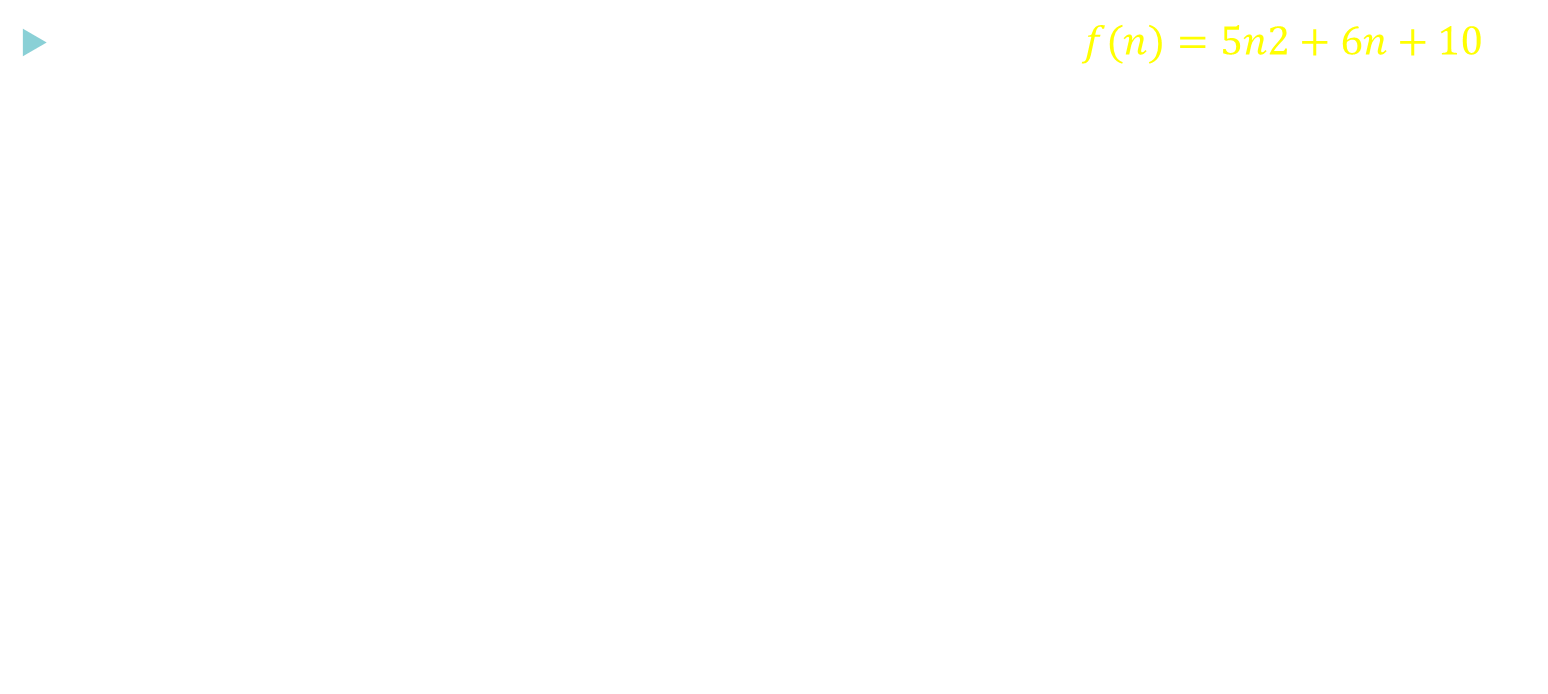 f(n) = 5n2 + 6n + 10